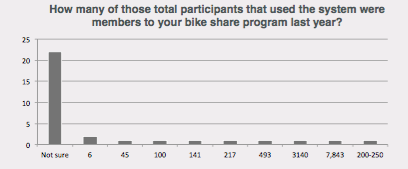 How many of those total participants that used the system were
members to your bike share program last year?
25
20
15
10
5
0
Not sure 6 45 100 141 217 493 3140 7,843 200-250